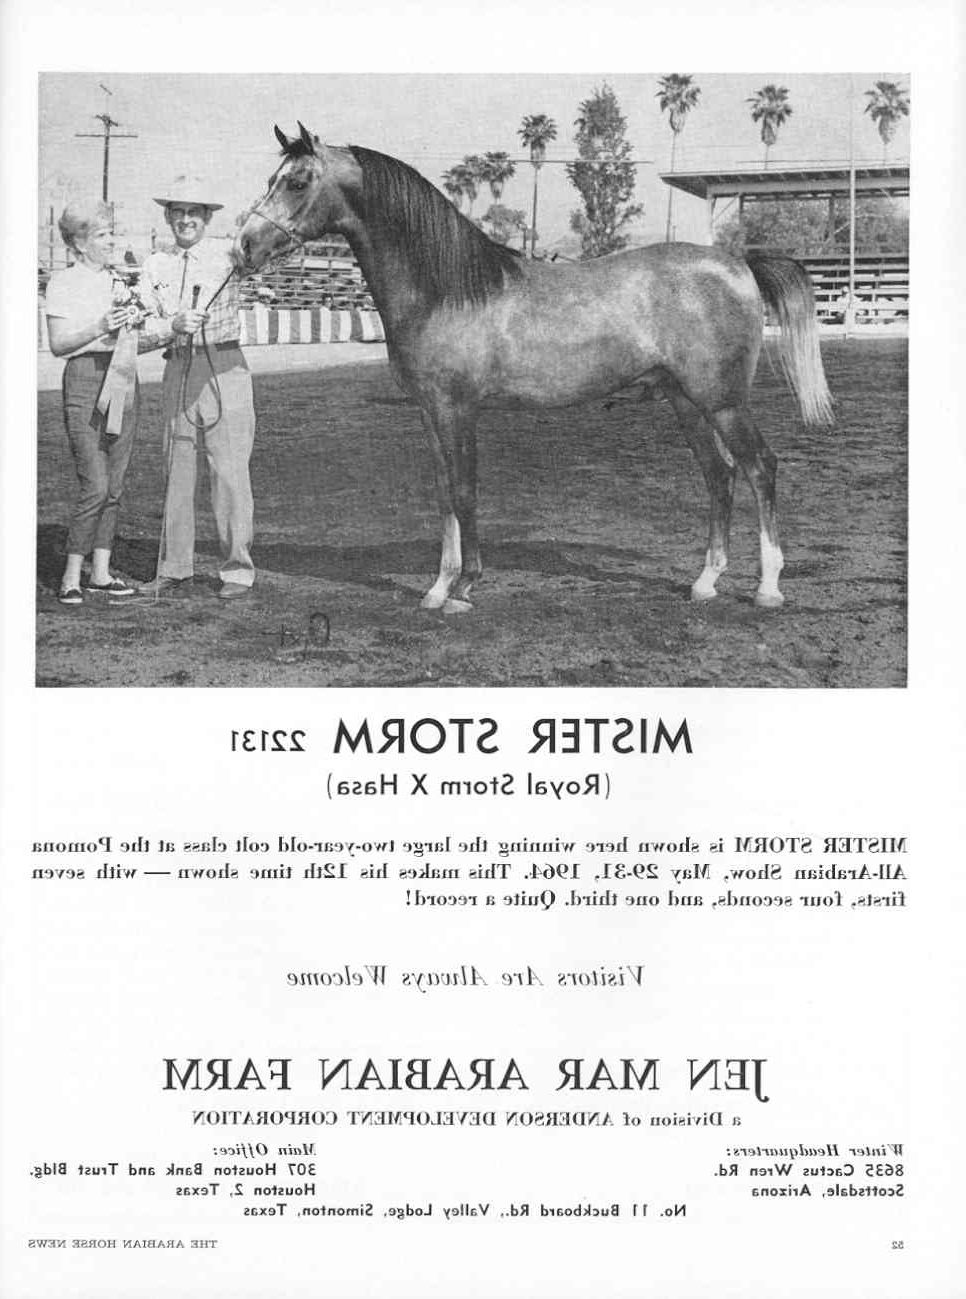 MISTER STORM 22131
(Royal Storm X Hasa)
MISTER STORM is shown here winning the large two-year-old colt class at the Pomona
All-Arabian Show, May 29-31, 1964. This makes his 12th time shown — with seven
firsts, four seconds, and one third. Quite a record!
Visitors Are Always Welcome
JEN MAR ARABIAN FARM
a Division of ANDERSON DEVELOPMENT CORPORATION
Winter Headquarters:
8635 Cactus Wren Rd.
Scottsdale, Arizona
Main Office:
307 Houston Bank and Trust Bldg.
Houston 2, Texas
No. 11 Buckboard Rd., Valley Lodge, Simonton, Texas
52
THE ARABIAN HORSE NEWS